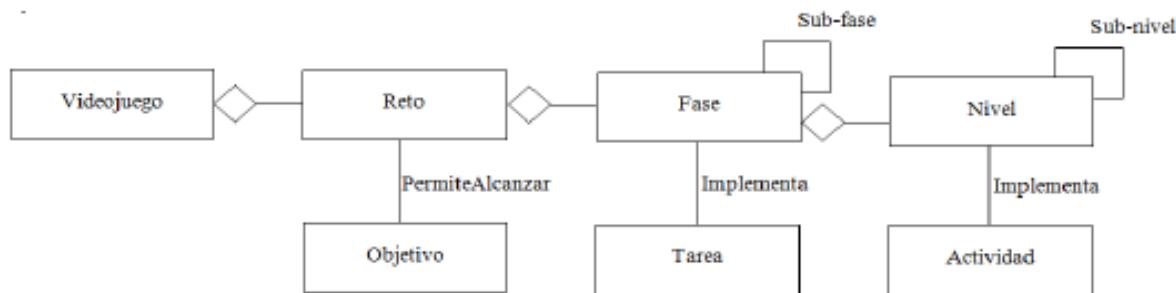 Sub-fase
Sub-nivel
Videojuego
Reto
Fase
Nivel
PermiteAlcanzar
Implementa
Implementa
Objetivo
Tarea
Actividad